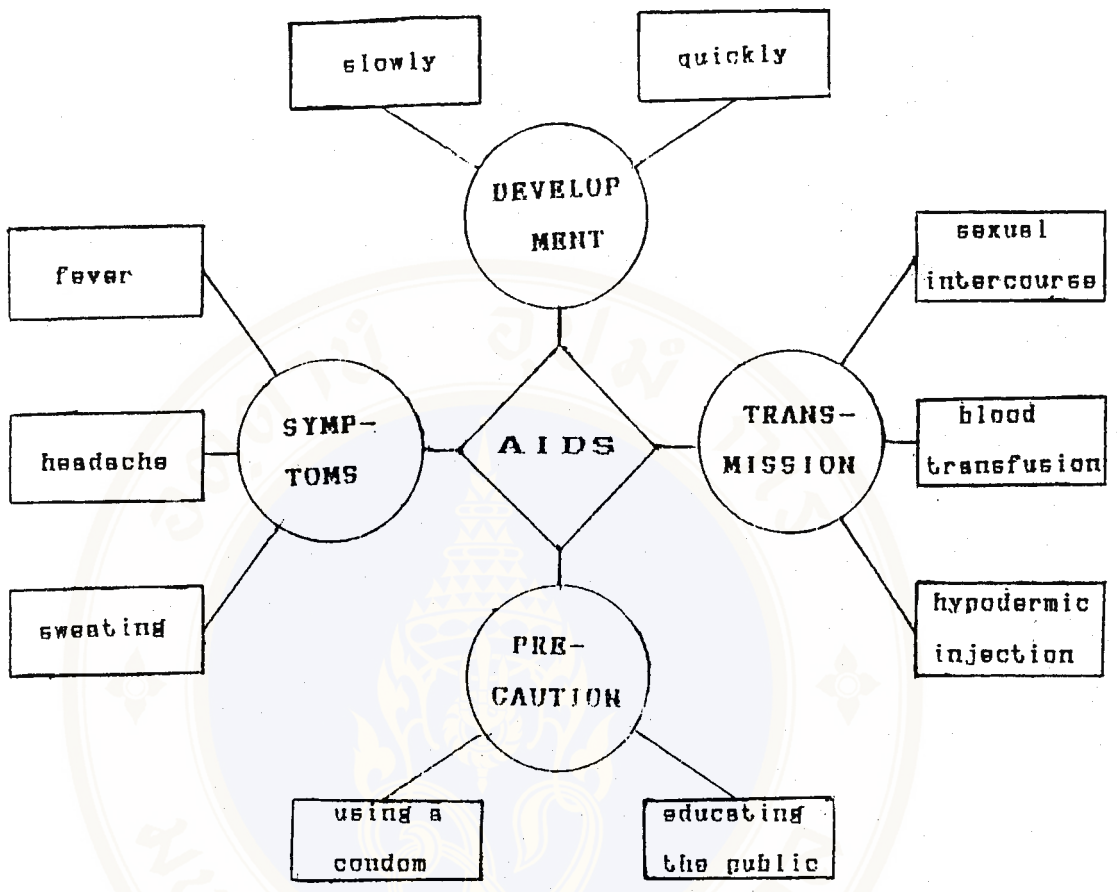 slowly
quickly
DEVELOP
MENT
fever
sexual
intercourse
headache
SYMP-
TOMS
AIDS
TRANS-
MISSION
blood
transfusion
sweating
hypodermic
injection
PRE-
CAUTION
using a
condom
educating
the public